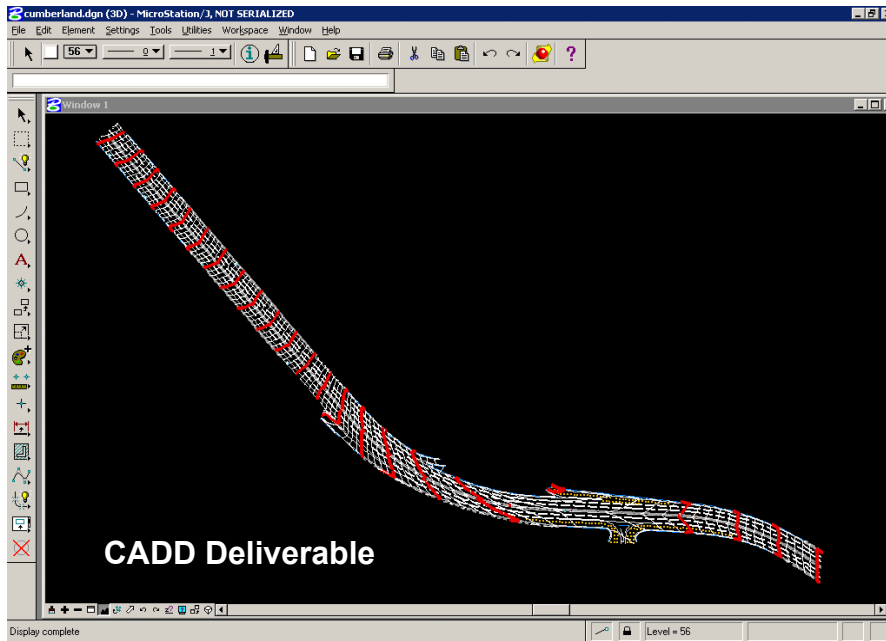 cumberland.dgn (3D) - MicroStation/J, NOT SERIALIZED
File Edit Element Settings Tools Utilities Workspace Window Help
56 0 1
Window 1
CADD Deliverable
Display complete Level = 56